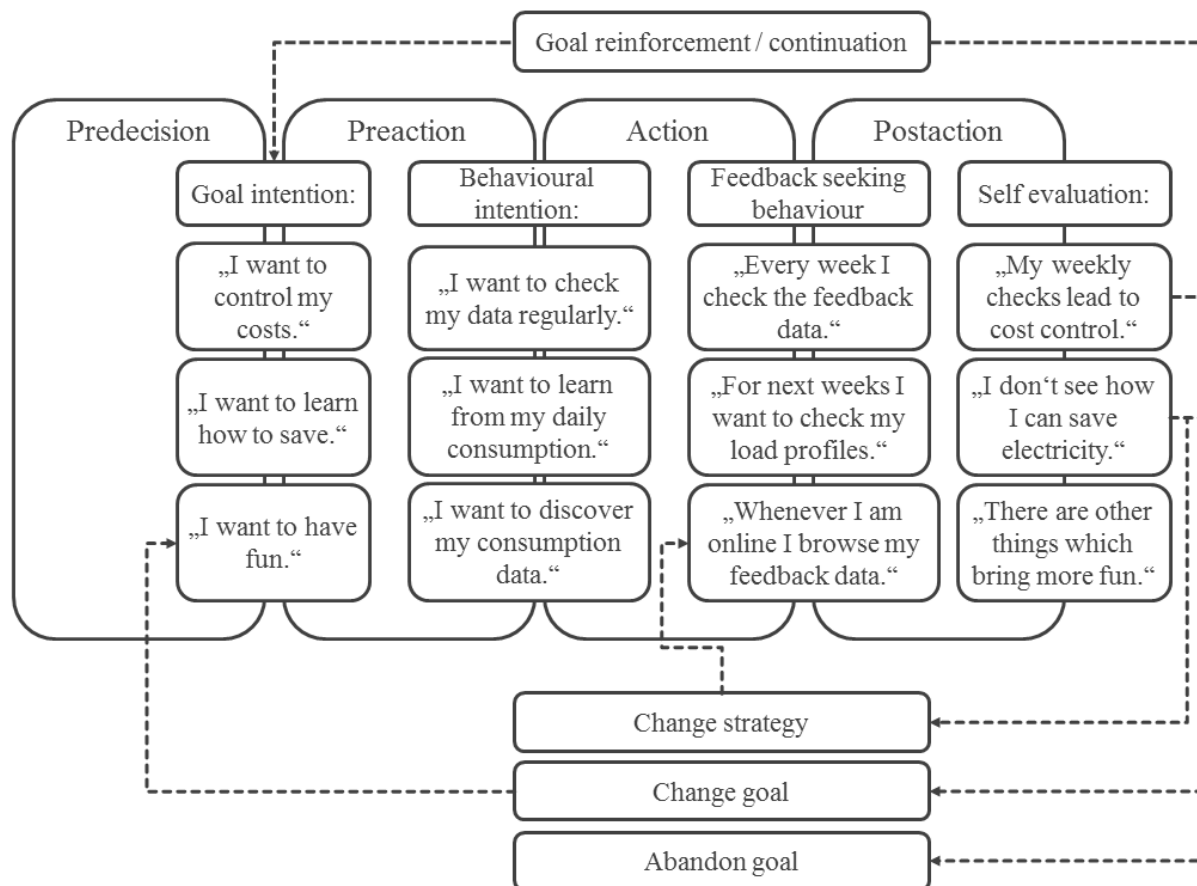 Goal reinforcement / continuation
Predecision
Preaction
Action
Postaction
Goal intention:
Behavioural
intention:
Feedback seeking
behaviour
Self evaluation:
„I want to
control my
costs.“
„I want to check
my data regularly.“
„Every week I
check the feedback
data.“
„My weekly
checks lead to
cost control.“
„I want to learn
how to save.“
„I want to learn
from my daily
consumption.“
„For next weeks I
want to check my
load profiles.“
„I don‘t see how
I can save
electricity.“
„I want to have
fun.“
„I want to discover
my consumption
data.“
„Whenever I am
online I browse my
feedback data.“
„There are other
things which
bring more fun.“
Change strategy
Change goal
Abandon goal